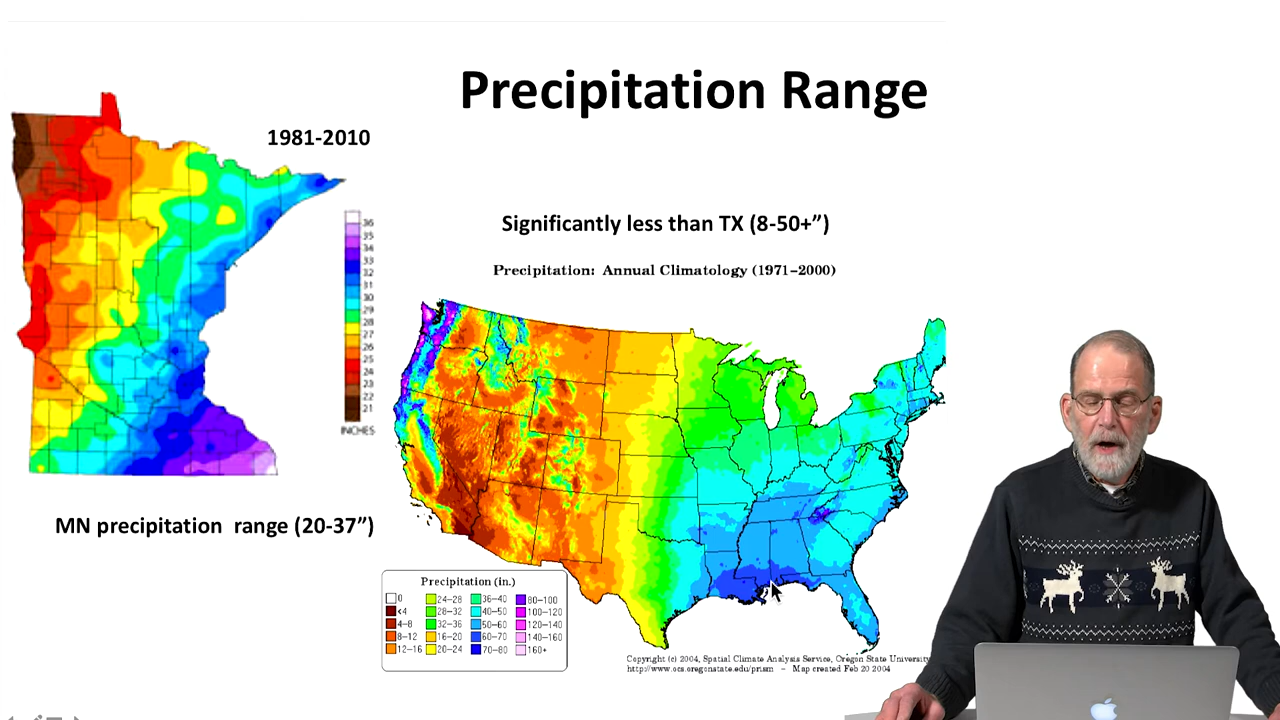 Precipitation Range
1981-2010
36
35
34
33
32
31
30
29
28
27
26
25
24
23
22
21
INCHES
MN precipitation range (20-37”)
Significantly less than TX (8-50+”)
Precipitation: Annual Climatology (1971-2000)
Precipitation (in.)
0 24-28 36-40 80-100
<4 28-32 40-50 100-120
4-8 32-36 50-60 120-140
8-12 16-20 60-70 140-160
12-16 20-24 70-80 160+
Copyright (c) 2004, Spatial Climate Analysis Service, Oregon State University
http://www.ocs.oregonstate.edu/prism - Map created Feb 20 2004